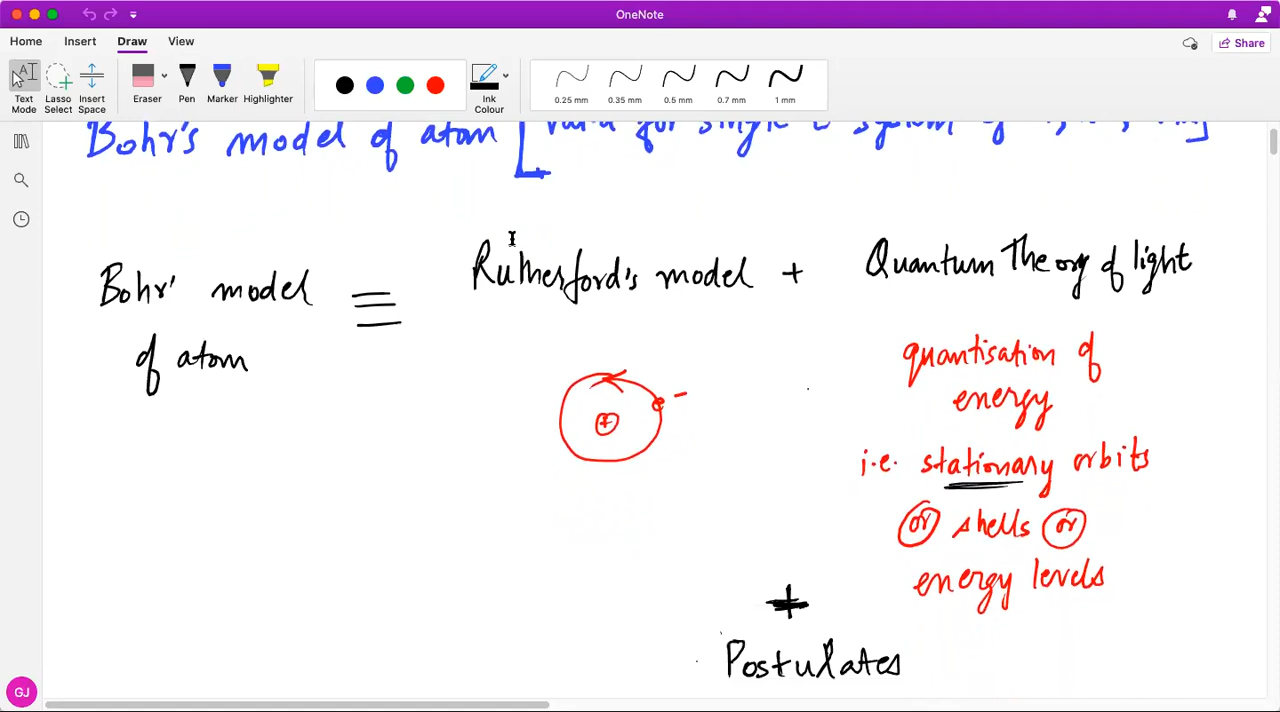 OneNote
Home Insert Draw View
Share
Text Mode
Lasso Select
Insert Space
Eraser
Pen
Marker
Highlighter
Ink Colour
0.25 mm
0.35 mm
0.5 mm
0.7 mm
1 mm
Bohr's model of atom [ for single e system
Rutherford's model + Quantum Theory of light
Bohr' model ≡
of atom
quantisation of
energy
e -
+
i.e. stationary orbits
or shells or
energy levels
+
Postulates
GJ